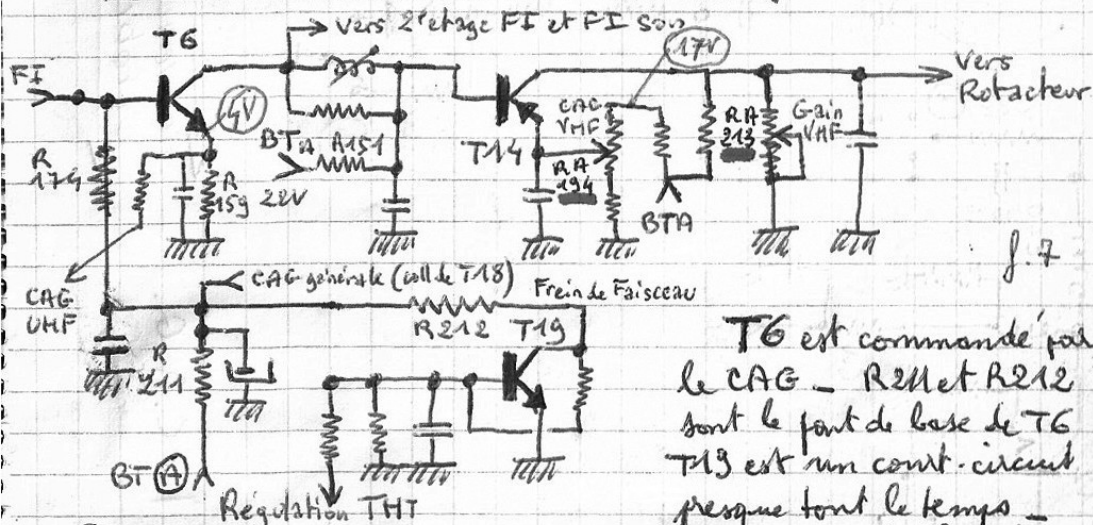 vers 2e etage FI et FI son
T6
17V
FI
vers
Rotacteur
4V
CAG
VHF
RA
213
Gain
VHF
BTA R151
T14
R
174
R
159
22V
RA
194
BTA
f.7
CAG générale (coll de T18)
Frein de Faisceau
CAG
UHF
R212
T19
R
211
T6 est commandé par
le CAG - R211 et R212
sont le pont de base de T6
T19 est un court-circuit
presque tout le temps -
BT A
Régulation THT